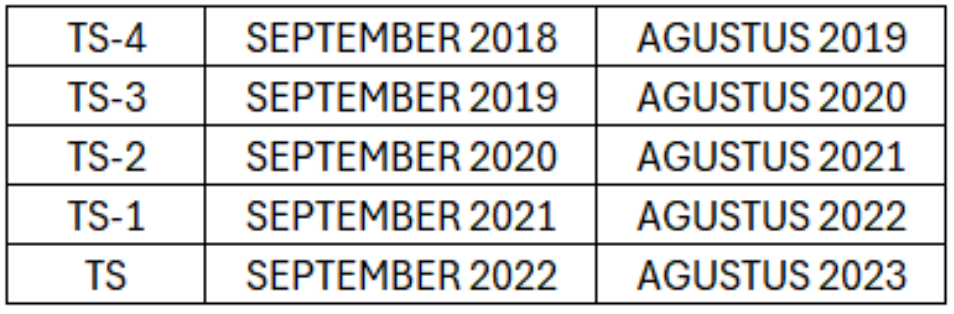 TS-4 SEPTEMBER 2018 AGUSTUS 2019
TS-3 SEPTEMBER 2019 AGUSTUS 2020
TS-2 SEPTEMBER 2020 AGUSTUS 2021
TS-1 SEPTEMBER 2021 AGUSTUS 2022
TS SEPTEMBER 2022 AGUSTUS 2023